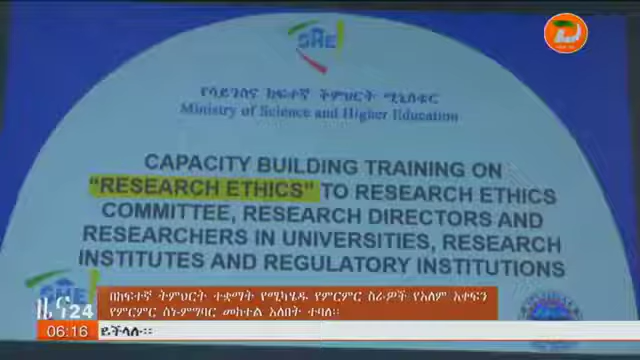 SHE
የሳይንስና ከፍተኛ ትምህርት ሚኒስቴር
Ministry of Science and Higher Education
CAPACITY BUILDING TRAINING ON
"RESEARCH ETHICS" TO RESEARCH ETHICS
COMMITTEE, RESEARCH DIRECTORS AND
RESEARCHERS IN UNIVERSITIES, RESEARCH
INSTITUTES AND REGULATORY INSTITUTIONS
በከፍተኛ ትምህርት ተቋማት የሚካሄዱ የምርምር ስራዎች የአለም አቀፍን
የምርምር ስነ-ምግባር መከተል አለበት ተባለ፡፡
ዜና24
06:16 ይችላሉ፡፡